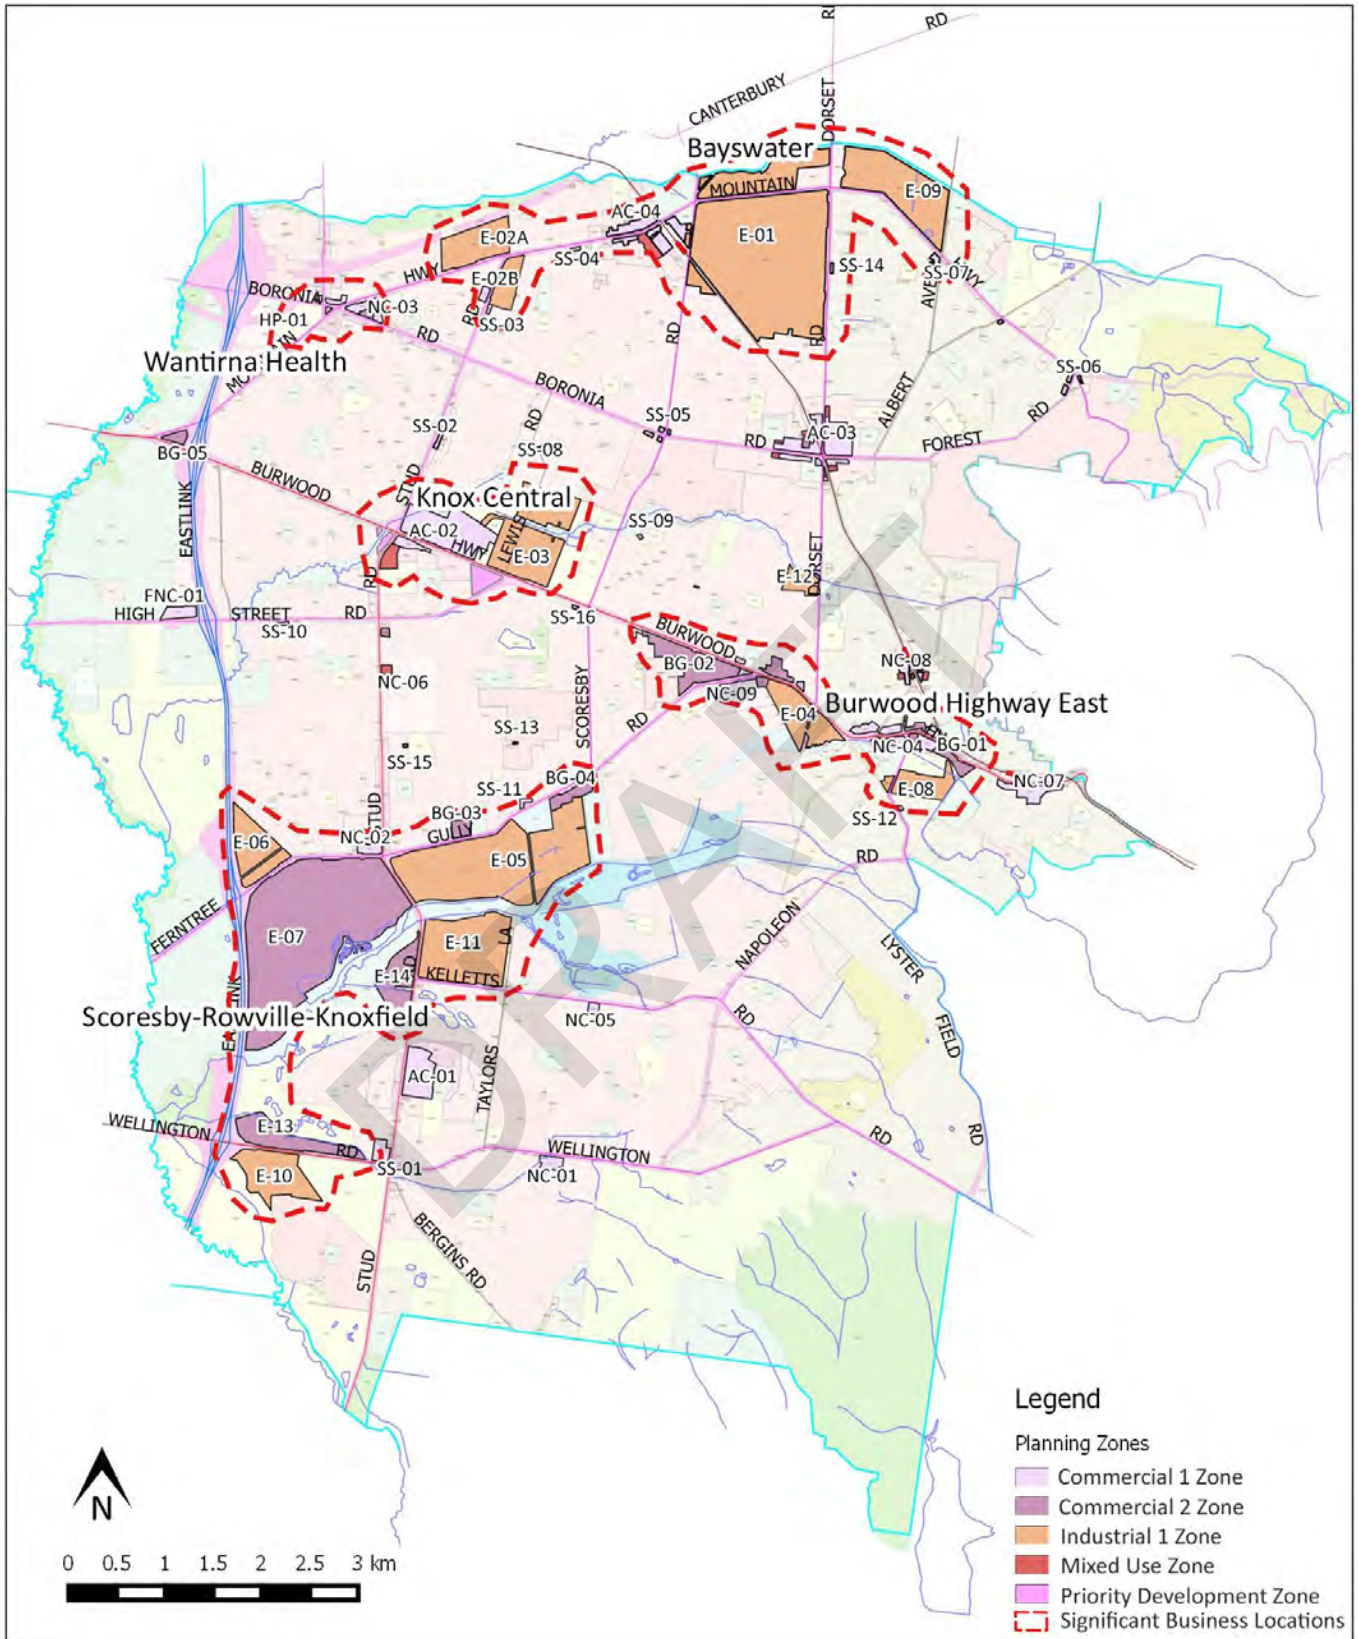 RD
RD
CANTERBURY
DORSET
Bayswater
MOUNTAIN
E-09
AC-04
E-01
E-02A
SS-04
SS-14
HWY
SS-07
HWY
E-02B
AVE
BORONIA
NC-03
HP-01
RD
SS-03
RD
RD
RD
Wantirna Health
BORONIA
SS-06
ALBERT
RD
SS-02
RD
SS-05
AC-03
RD
FOREST
BG-05
SS-08
BURWOOD
STUD
Knox Central
SS-09
AC-02
LEWIS
EASTLINK
HWY
E-03
DORSET
RD
E-12
FNC-01
HIGH
STREET
RD
SS-10
SS-16
BURWOOD
BG-02
NC-08
NC-06
NC-09
SCORESBY
Burwood Highway East
E-04
RD
SS-13
NC-04
BG-01
SS-15
NC-07
BG-04
SS-11
E-08
STUD
BG-03
SS-12
GULLY
NC-02
E-06
E-05
RD
FERNTREE
E-07
NAPOLEON
LA
E-11
LYSTER
E-14
KELLETTS
Scoresby-Rowville-Knoxfield
NC-05
RD
FIELD
AC-01
TAYLORS
WELLINGTON
E-13
RD
WELLINGTON
RD
RD
SS-01
NC-01
E-10
BERGINS RD
STUD
DRAFT
Legend
Planning Zones
Commercial 1 Zone
Commercial 2 Zone
Industrial 1 Zone
Mixed Use Zone
Priority Development Zone
Significant Business Locations
N
0 0.5 1 1.5 2 2.5 3 km